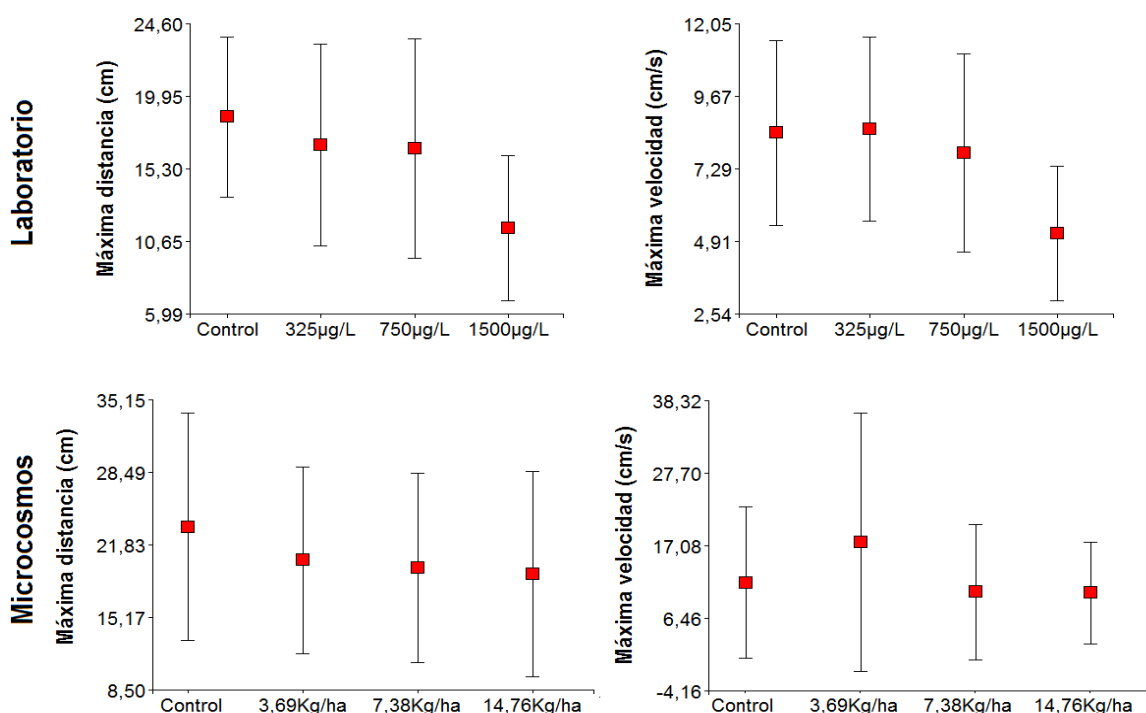 Laboratorio
Máxima distancia (cm)
24,60
19,95
15,30
10,65
5,99
Control 325µg/L 750µg/L 1500µg/L
Máxima velocidad (cm/s)
12,05
9,67
7,29
4,91
2,54
Control 325µg/L 750µg/L 1500µg/L
Microcosmos
Máxima distancia (cm)
35,15
28,49
21,83
15,17
8,50
Control 3,69Kg/ha 7,38Kg/ha 14,76Kg/ha
Máxima velocidad (cm/s)
38,32
27,70
17,08
6,46
-4,16
Control 3,69Kg/ha 7,38Kg/ha 14,76Kg/ha